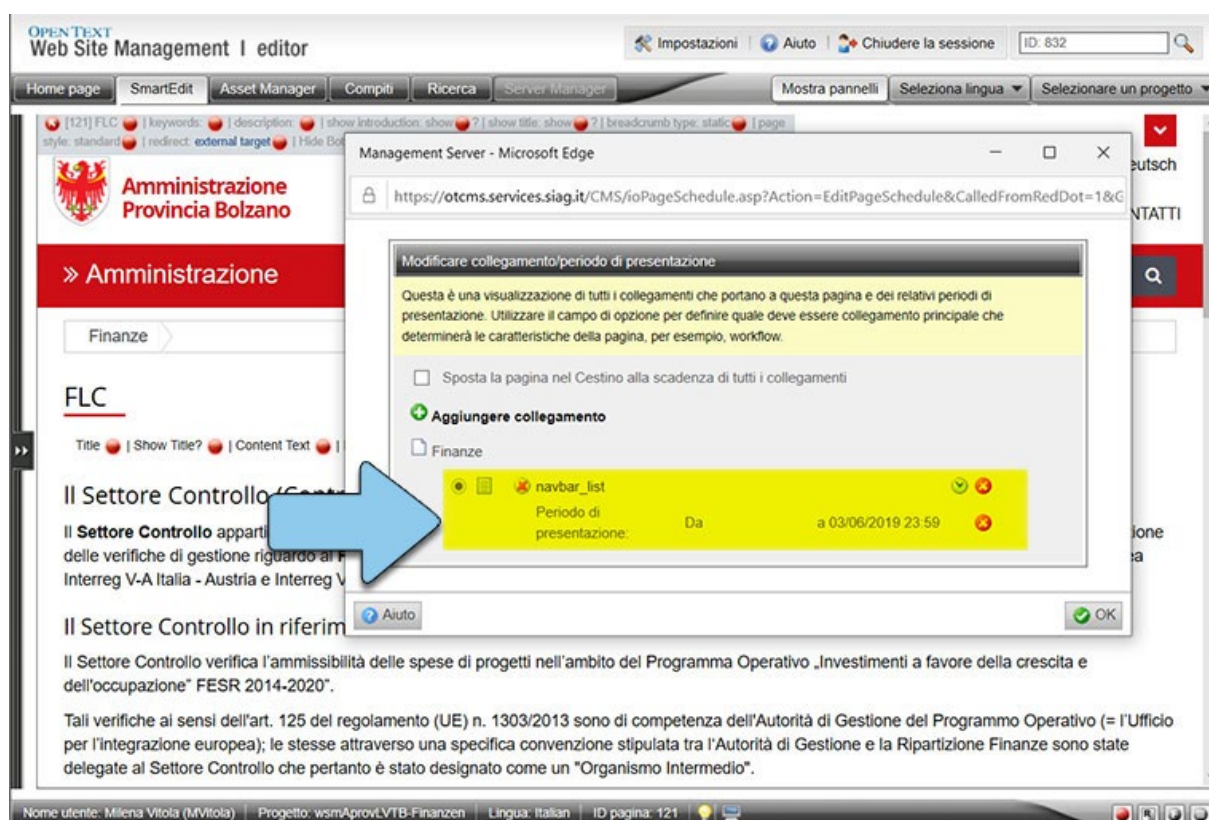 OPEN TEXT
Web Site Management | editor
Impostazioni | Aiuto | Chiudere la sessione ID: 832
Home page SmartEdit Asset Manager Compiti Ricerca Server Manager Mostra pannelli Seleziona lingua Selezionare un progetto
[121] FLC | keywords: | description: | show introduction: show ? | show title: show ? | breadcrumb type: static | page
style: standard | redirect: external target | Hide Bot
eutsch
Amministrazione
Provincia Bolzano
NTATTI
» Amministrazione
Finanze
FLC
Title | Show Title? | Content Text |
Il Settore Controllo (Contr
Il Settore Controllo apparti
ione
delle verifiche di gestione riguardo al F
ea
Interreg V-A Italia - Austria e Interreg V
Il Settore Controllo in riferim
Il Settore Controllo verifica l'ammissibilità delle spese di progetti nell'ambito del Programma Operativo „Investimenti a favore della crescita e
dell'occupazione" FESR 2014-2020".
Tali verifiche ai sensi dell'art. 125 del regolamento (UE) n. 1303/2013 sono di competenza dell'Autorità di Gestione del Programmo Operativo (= l'Ufficio
per l'integrazione europea); le stesse attraverso una specifica convenzione stipulata tra l'Autorità di Gestione e la Ripartizione Finanze sono state
delegate al Settore Controllo che pertanto è stato designato come un "Organismo Intermedio".
Management Server - Microsoft Edge
https://otcms.services.siag.it/CMS/ioPageSchedule.asp?Action=EditPageSchedule&CalledFromRedDot=1&G
Modificare collegamento/periodo di presentazione
Questa è una visualizzazione di tutti i collegamenti che portano a questa pagina e dei relativi periodi di
presentazione. Utilizzare il campo di opzione per definire quale deve essere collegamento principale che
determinerà le caratteristiche della pagina, per esempio, workflow.
Sposta la pagina nel Cestino alla scadenza di tutti i collegamenti
Aggiungere collegamento
Finanze
navbar_list
Periodo di
presentazione: Da a 03/06/2019 23:59
Aiuto OK
Nome utente: Milena Vitola (MVitola) Progetto: wsmAprovLVTB-Finanzen Lingua: Italian ID pagina: 121